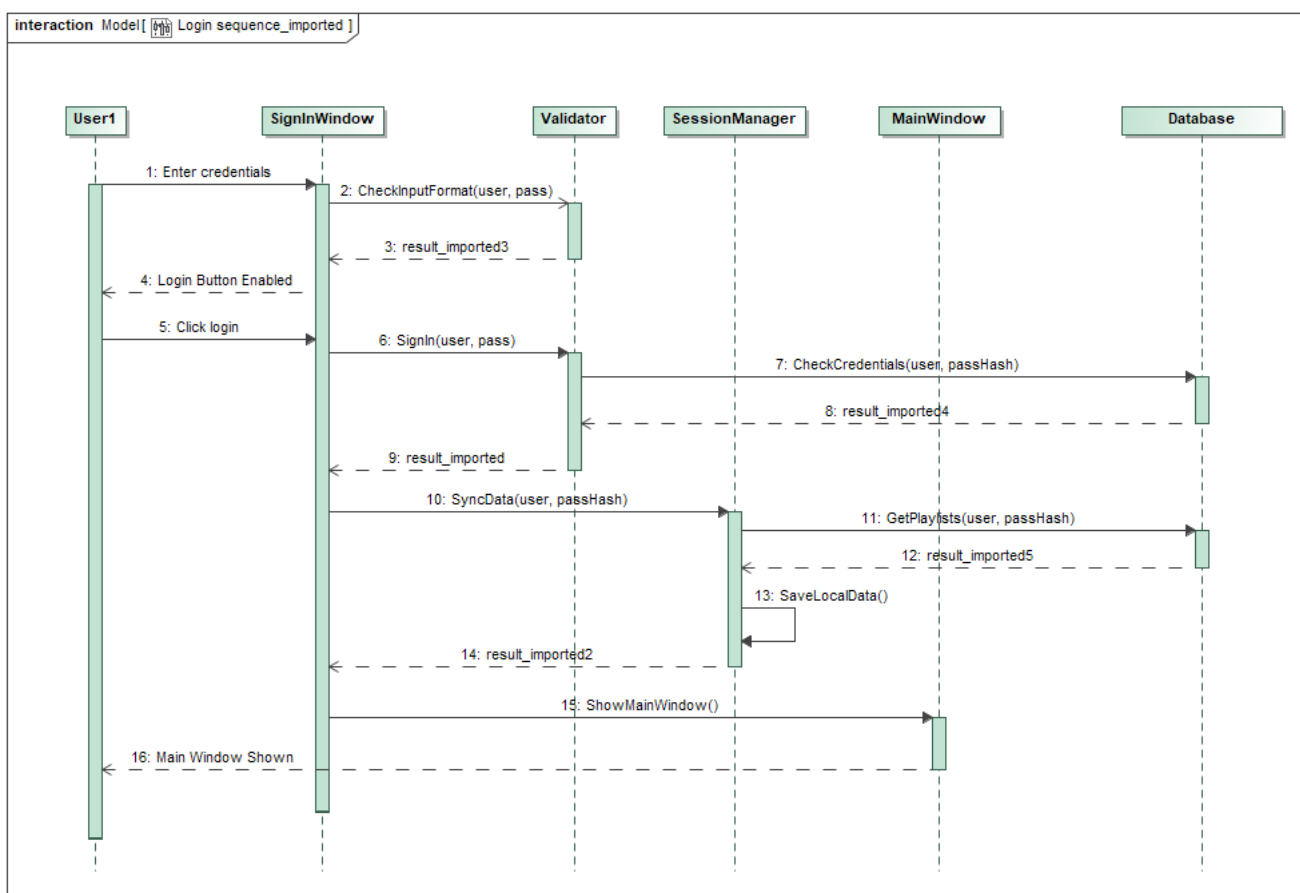 interaction Model[ Login sequence_imported ]
User1
SignInWindow
Validator
SessionManager
MainWindow
Database
1: Enter credentials
2: CheckInputFormat(user, pass)
3: result_imported3
4: Login Button Enabled
5: Click login
6: SignIn(user, pass)
7: CheckCredentials(user, passHash)
8: result_imported4
9: result_imported
10: SyncData(user, passHash)
11: GetPlaylists(user, passHash)
12: result_imported5
13: SaveLocalData()
14: result_imported2
15: ShowMainWindow()
16: Main Window Shown